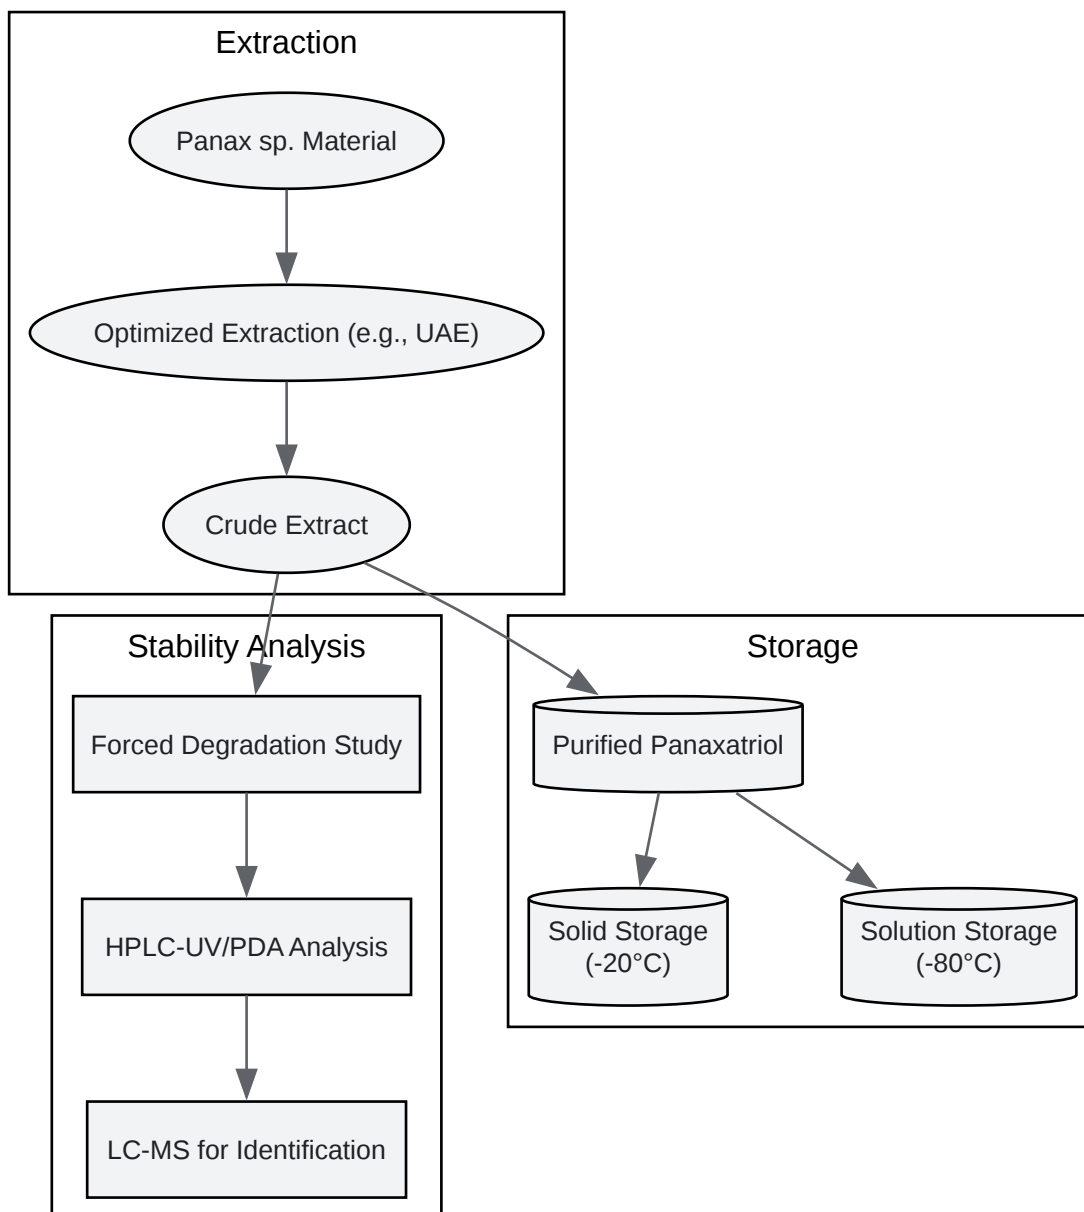 Extraction
Panax sp. Material
Optimized Extraction (e.g., UAE)
Crude Extract
Stability Analysis
Forced Degradation Study
HPLC-UV/PDA Analysis
LC-MS for Identification
Storage
Purified Panaxatriol
Solid Storage
(-20°C)
Solution Storage
(-80°C)